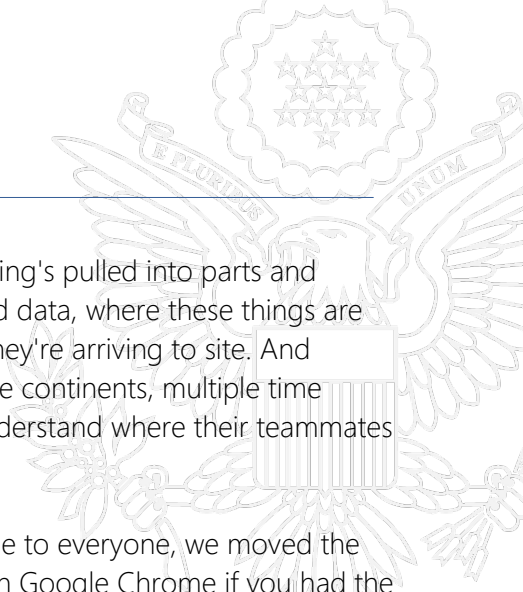 E PLURIBUS
UNUM
ing's pulled into parts and
d data, where these things are
hey're arriving to site. And
e continents, multiple time
derstand where their teammates
e to everyone, we moved the
n Google Chrome if you had the